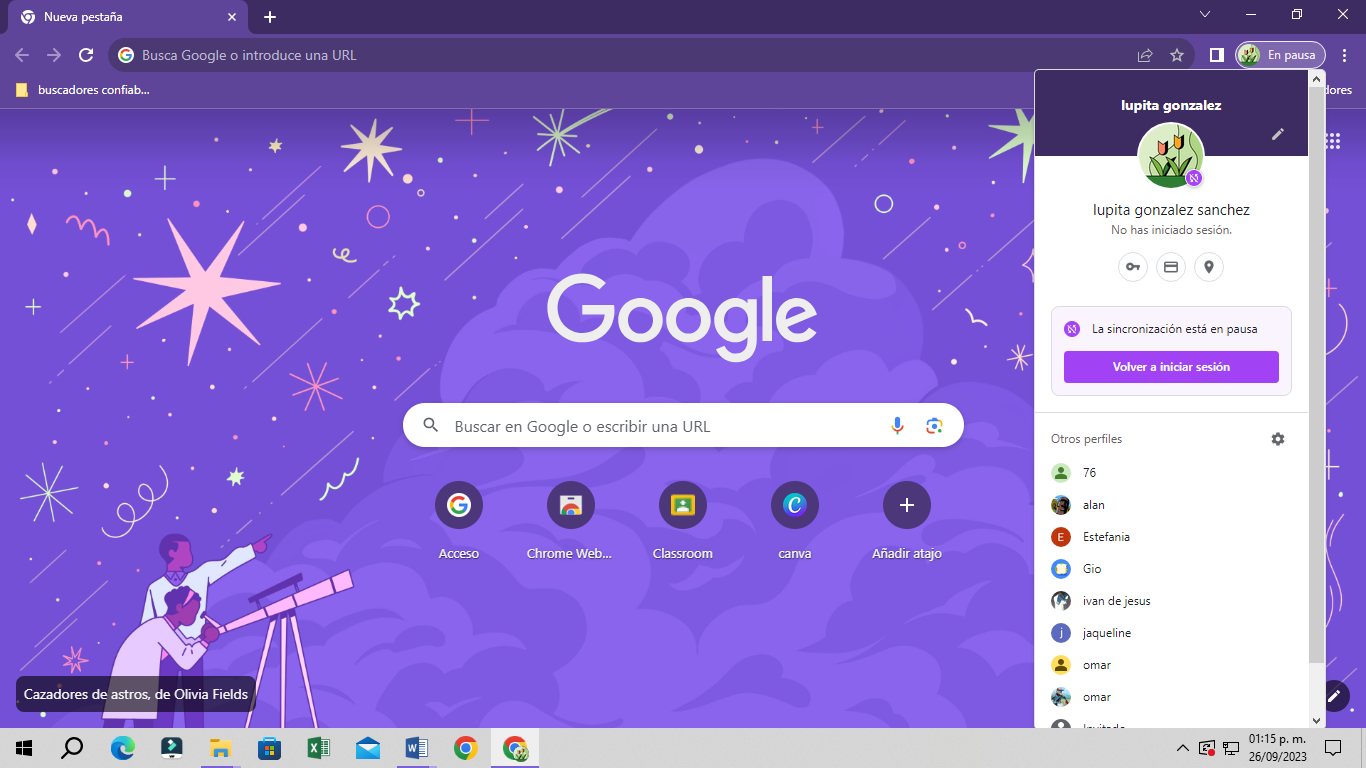 Nueva pestaña
Busca Google o introduce una URL
En pausa
buscadores confiab...
dores
lupita gonzalez
lupita gonzalez sanchez
No has iniciado sesión.
La sincronización está en pausa
Volver a iniciar sesión
Otros perfiles
76
alan
E Estefania
Gio
ivan de jesus
j jaqueline
omar
omar
Google
Buscar en Google o escribir una URL
Acceso
Chrome Web...
Classroom
canva
Añadir atajo
Cazadores de astros, de Olivia Fields
01:15 p. m.
26/09/2023